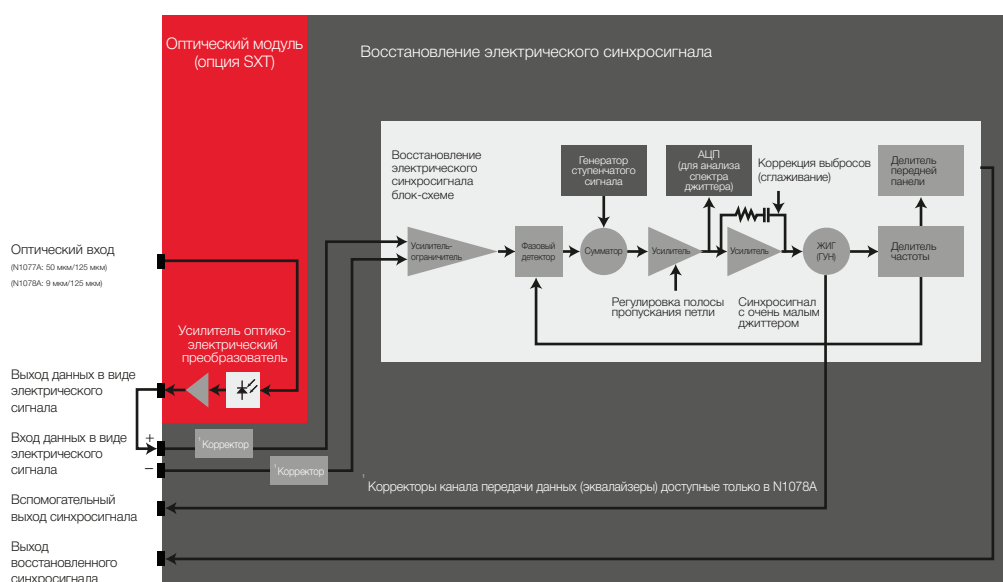 Оптический модуль
(опция SXT)
Восстановление электрического синхросигнала
Восстановление
электрического
синхросигнала
блок-схеме
Генератор
ступенчатого
сигнала
АЦП
(для анализа
спектра
джиттера)
Коррекция выбросов
(сглаживание)
Делитель
передней
панели
Усилитель-
ограничитель
Фазовый
детектор
Сумматор
Усилитель
Усилитель
ЖИГ
(ГУН)
Делитель
частоты
Регулировка полосы
пропускания петли
Синхросигнал
с очень малым
джиттером
Оптический вход
(N1077A: 50 мкм/125 мкм)
(N1078A: 9 мкм/125 мкм)
Усилитель оптико-
электрический
преобразователь
Выход данных в виде
электрического
сигнала
Вход данных в виде
электрического
сигнала
+
–
1 Корректор
1 Корректор
1 Корректоры канала передачи данных (эквалайзеры) доступные только в N1078A
Вспомогательный
выход синхросигнала
Выход
восстановленного
синхросигнала